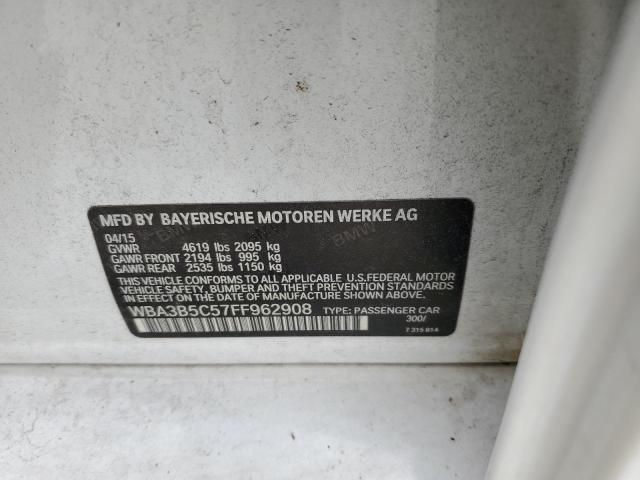 MFD BY BAYERISCHE MOTOREN WERKE AG
04/15
GVWR 4619 lbs 2095 kg
GAWR FRONT 2194 lbs 995 kg
GAWR REAR 2535 lbs 1150 kg
THIS VEHICLE CONFORMS TO ALL APPLICABLE U.S.FEDERAL MOTOR
VEHICLE SAFETY, BUMPER AND THEFT PREVENTION STANDARDS
IN EFFECT ON THE DATE OF MANUFACTURE SHOWN ABOVE.
WBA3B5C57FF962908 TYPE: PASSENGER CAR
300/
7 315 814
BMW